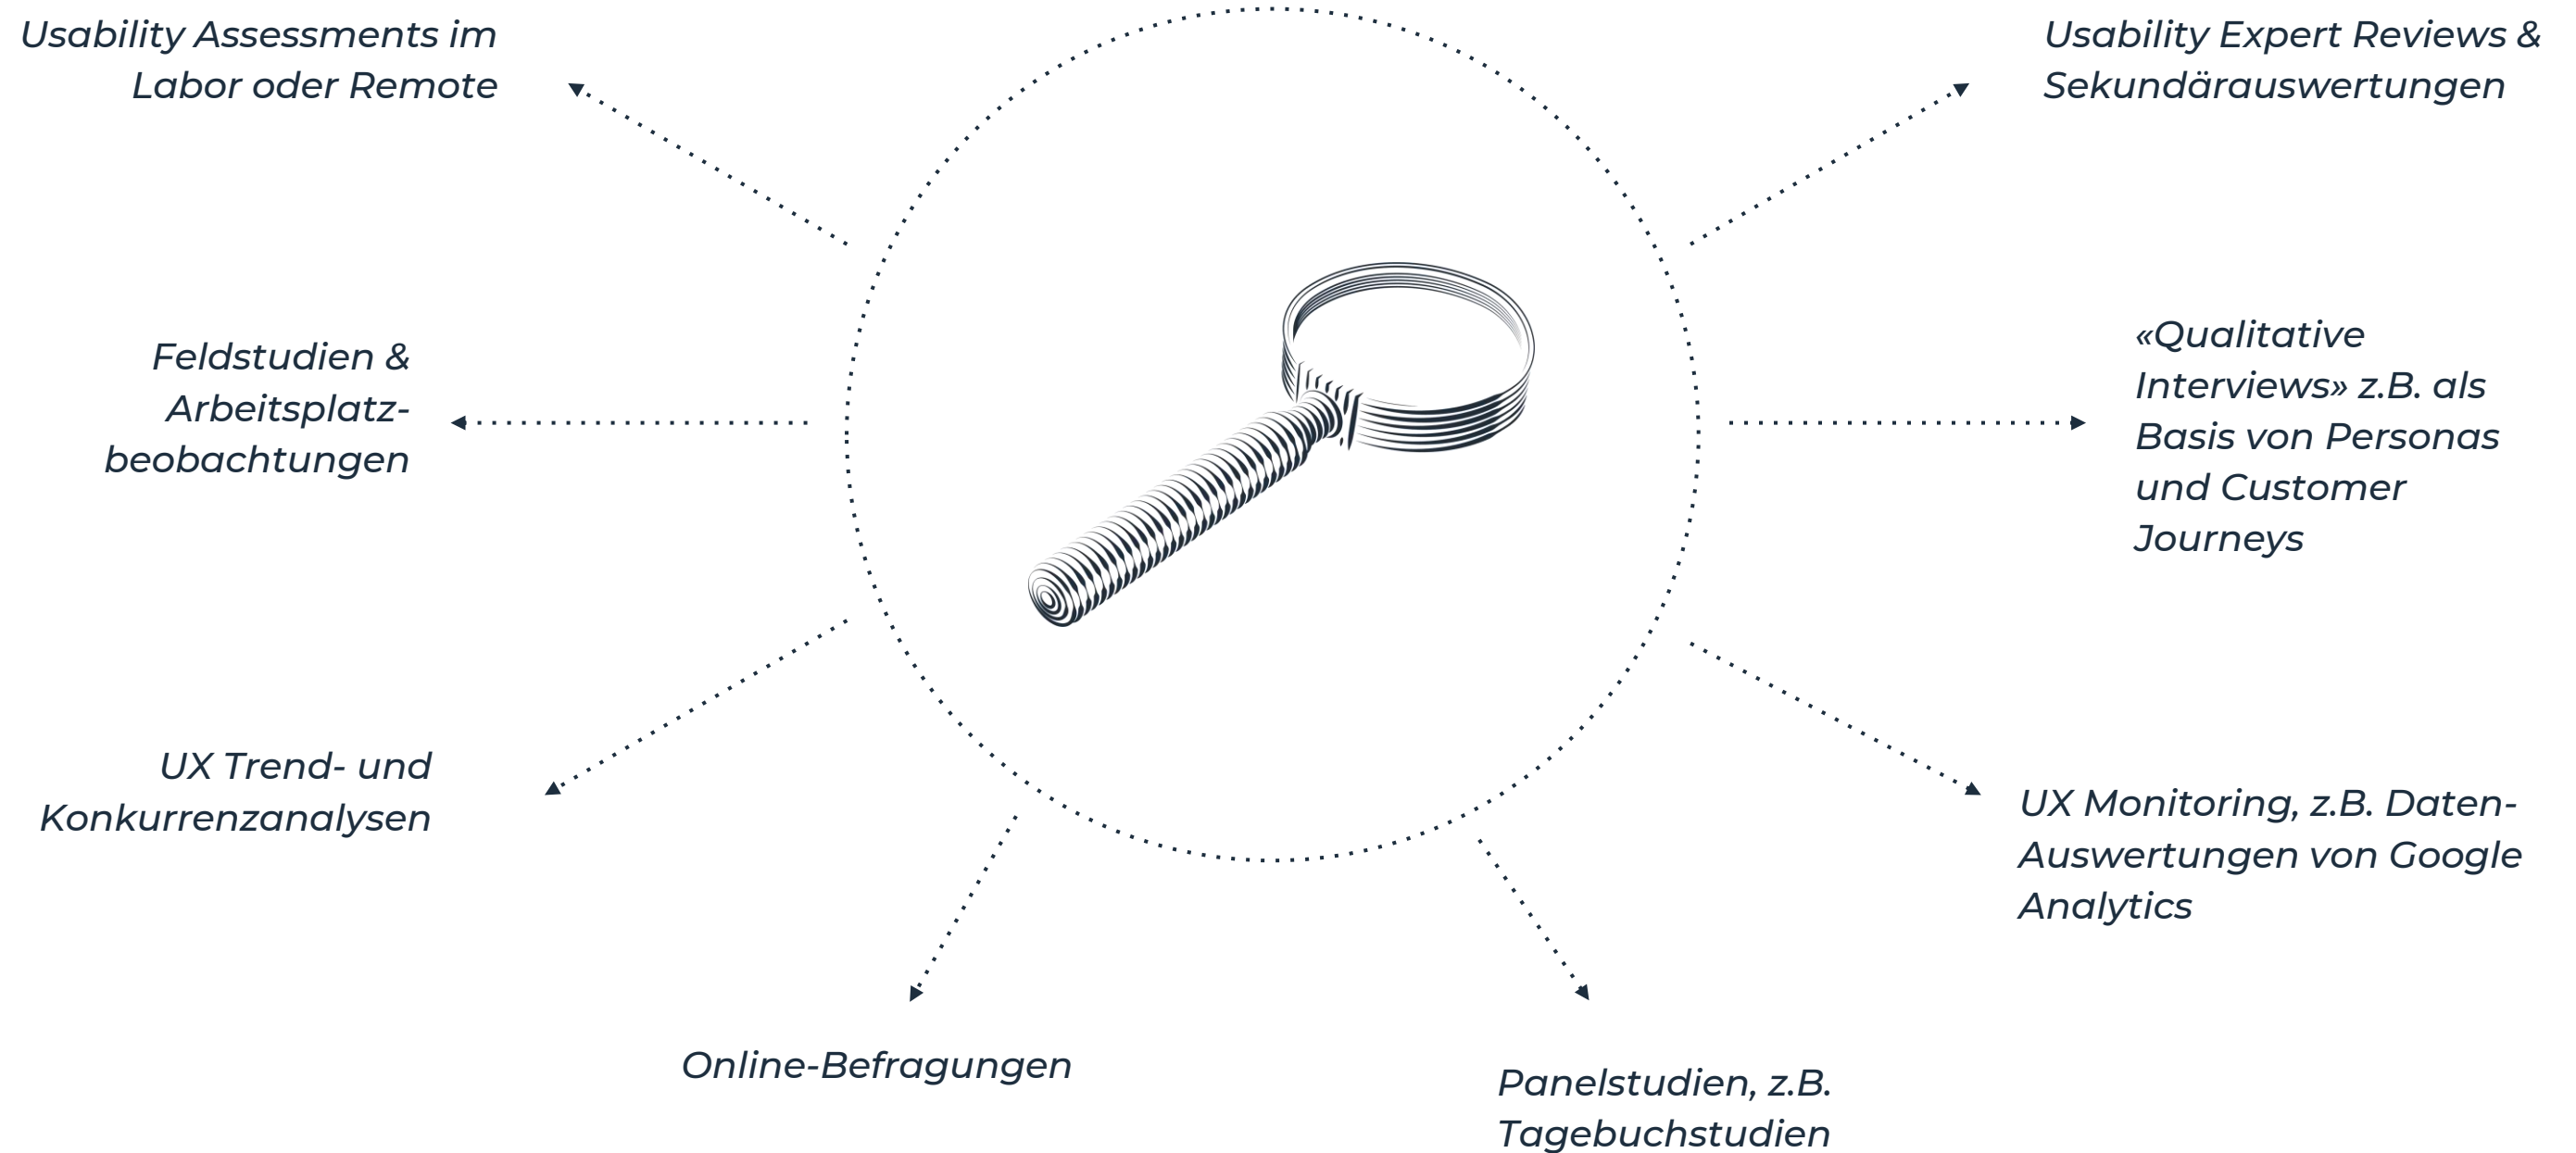 Usability Assessments im
Labor oder Remote
Usability Expert Reviews &
Sekundärauswertungen
Feldstudien &
Arbeitsplatz-
beobachtungen
«Qualitative
Interviews» z.B. als
Basis von Personas
und Customer
Journeys
UX Trend- und
Konkurrenzanalysen
UX Monitoring, z.B. Daten-
Auswertungen von Google
Analytics
Online-Befragungen
Panelstudien, z.B.
Tagebuchstudien